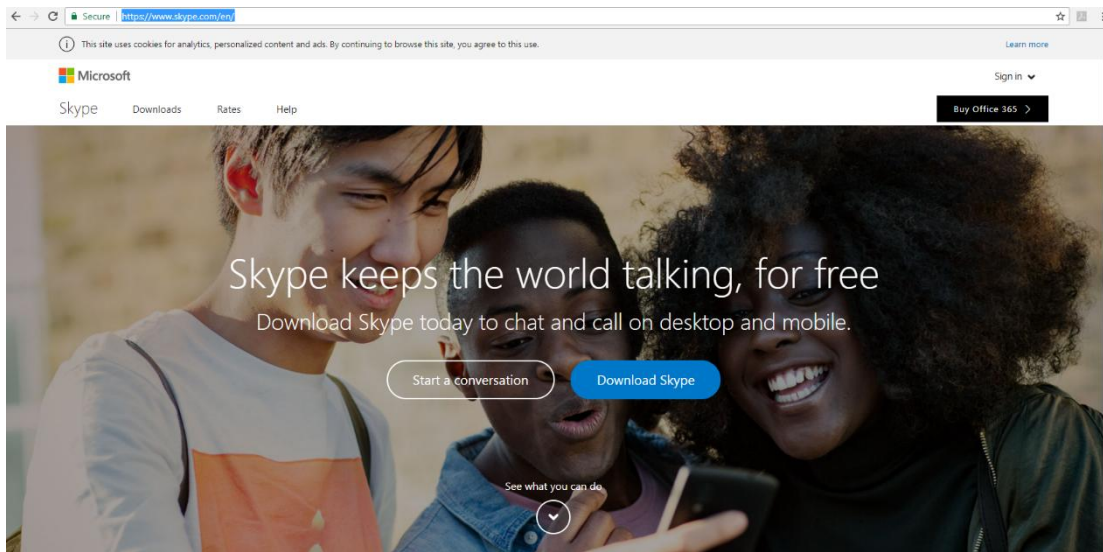 Secure https://www.skype.com/en/
This site uses cookies for analytics, personalized content and ads. By continuing to browse this site, you agree to this use. Learn more
Microsoft Sign in
Skype Downloads Rates Help Buy Office 365
Skype keeps the world talking, for free
Download Skype today to chat and call on desktop and mobile.
Start a conversation Download Skype
See what you can do